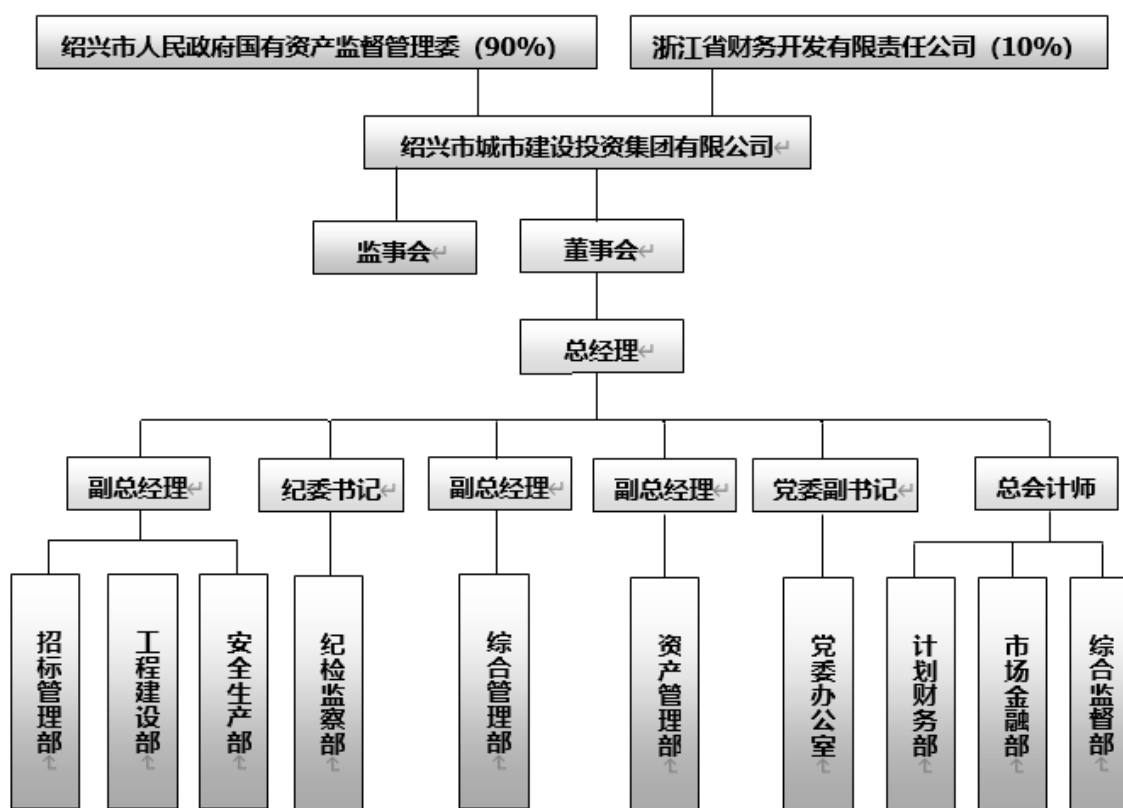 绍兴市人民政府国有资产监督管理委 (90%)
浙江省财务开发有限责任公司 (10%)
绍兴市城市建设投资集团有限公司
监事会
董事会
总经理
副总经理
纪委书记
副总经理
副总经理
党委副书记
总会计师
招标管理部
工程建设部
安全生产部
纪检监察部
综合管理部
资产管理部
党委办公室
计划财务部
市场金融部
综合监督部